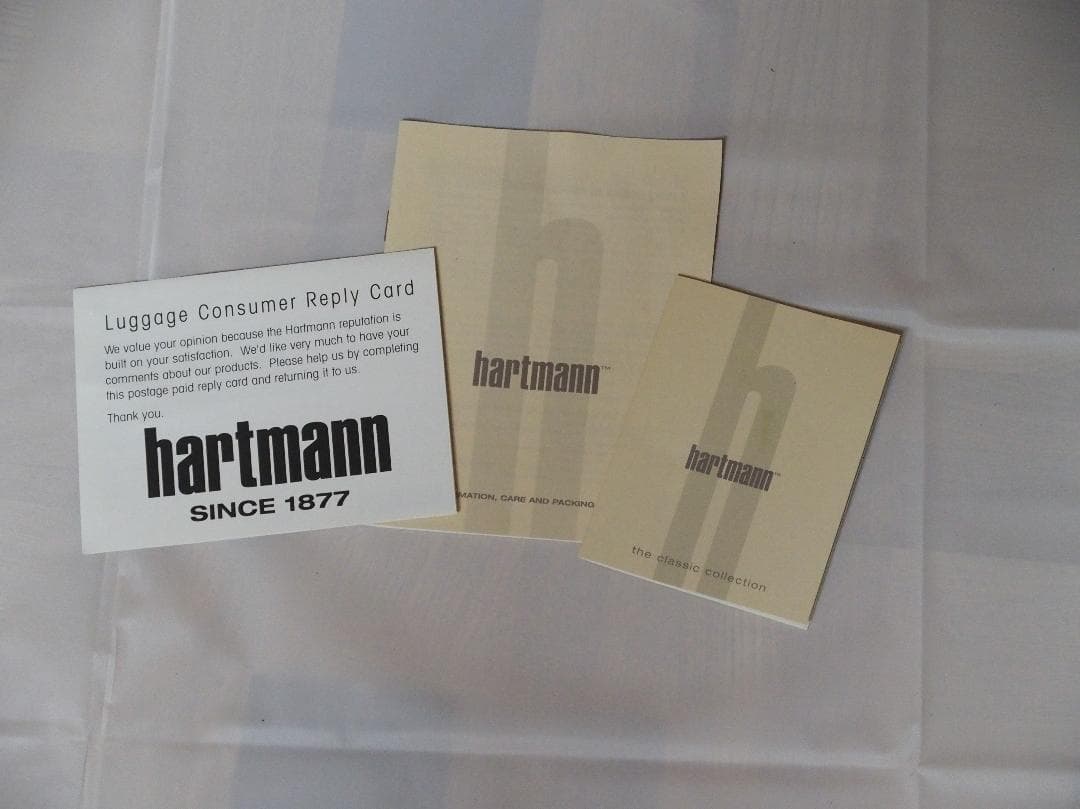 Luggage Consumer Reply Card
We value your opinion because the Hartmann reputation is
built on your satisfaction. We'd like very much to have your
comments about our products. Please help us by completing
this postage paid reply card and returning it to us.
Thank you.
hartmann
SINCE 1877
h
hartmann™
MATION, CARE AND PACKING
h
hartmann™
the classic collection